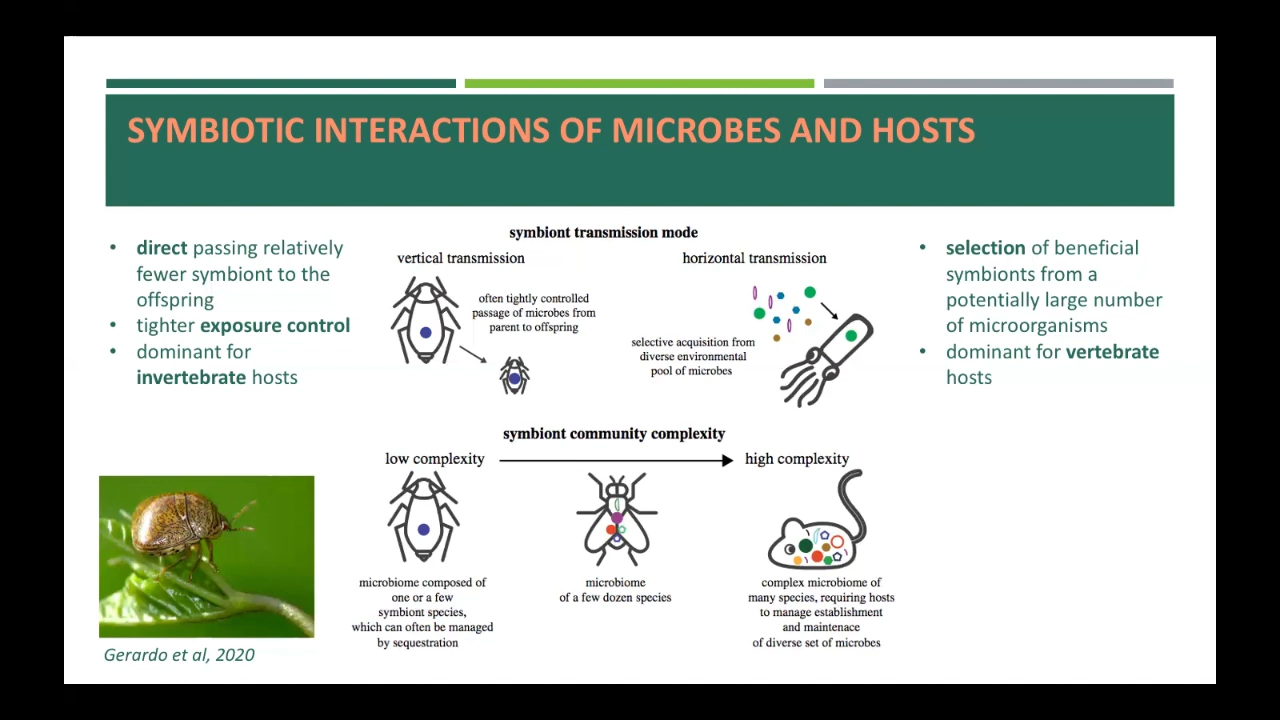 SYMBIOTIC INTERACTIONS OF MICROBES AND HOSTS
• direct passing relatively
fewer symbiont to the
offspring
• tighter exposure control
• dominant for
invertebrate hosts
symbiont transmission mode
vertical transmission
often tightly controlled
passage of microbes from
parent to offspring
horizontal transmission
selective acquisition from
diverse environmental
pool of microbes
• selection of beneficial
symbionts from a
potentially large number
of microorganisms
• dominant for vertebrate
hosts
symbiont community complexity
low complexity
high complexity
microbiome composed of
one or a few
symbiont species,
which can often be managed
by sequestration
microbiome
of a few dozen species
complex microbiome of
many species, requiring hosts
to manage establishment
and maintenace
of diverse set of microbes
Gerardo et al, 2020